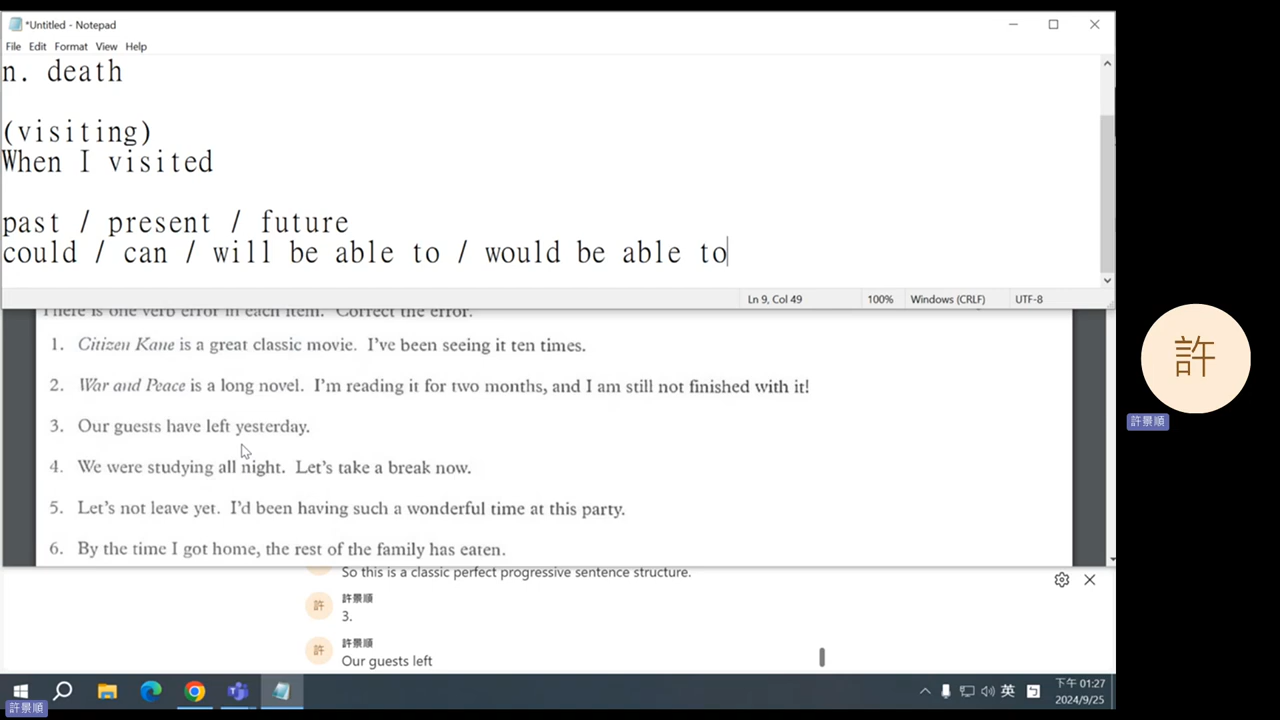 *Untitled - Notepad
File Edit Format View Help
n. death
(visiting)
When I visited
past / present / future
could / can / will be able to / would be able to
Ln 9, Col 49
100%
Windows (CRLF)
UTF-8
There is one verb error in each item. Correct the error.
1. Citizen Kane is a great classic movie. I've been seeing it ten times.
2. War and Peace is a long novel. I'm reading it for two months, and I am still not finished with it!
3. Our guests have left yesterday.
4. We were studying all night. Let's take a break now.
5. Let's not leave yet. I'd been having such a wonderful time at this party.
6. By the time I got home, the rest of the family has eaten.
So this is a classic perfect progressive sentence structure.
許 許景順
3.
許 許景順
Our guests left
許
許景順
英
下午 01:27
2024/9/25
許景順